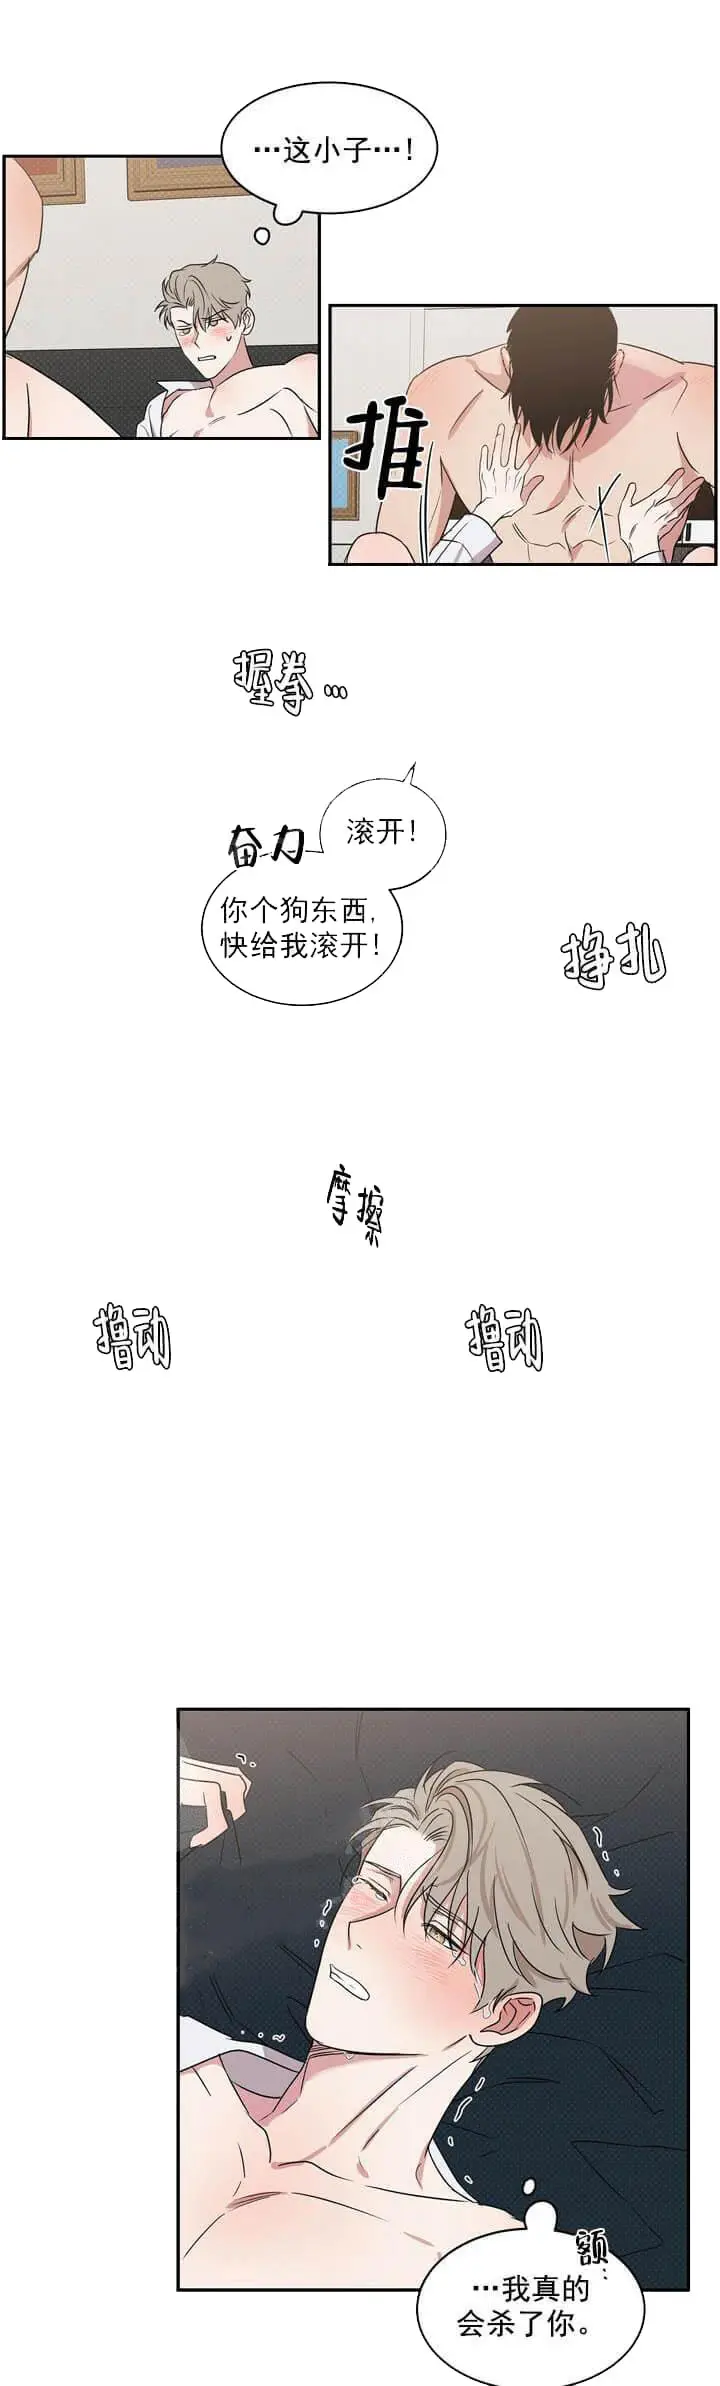 …这小子…!
推
握拳…
滚开!
奋力
你个狗东西,
快给我滚开!
挣扎
摩擦
撸动
撸动
额:
…我真的
会杀了你。